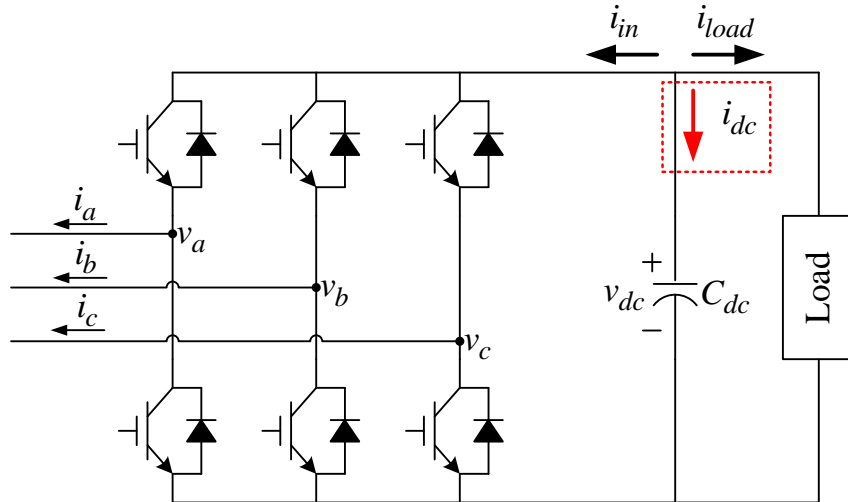 i_in i_load
i_dc
i_a
v_a
i_b
v_b
i_c
v_c
+
v_dc C_dc
−
Load